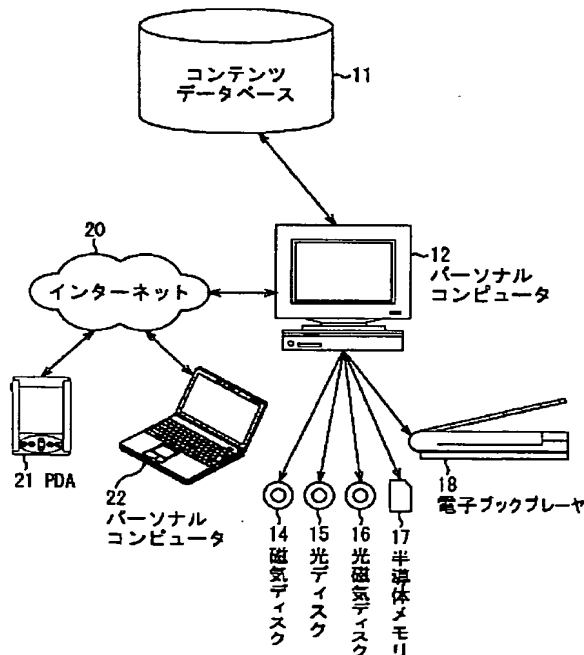 コンテンツ
データベース
11
20
インターネット
12
パーソナル
コンピュータ
21 PDA
22
パーソナル
コンピュータ
14 磁気ディスク
15 光ディスク
16 光磁気ディスク
17 半導体メモリ
18
電子ブックプレーヤ